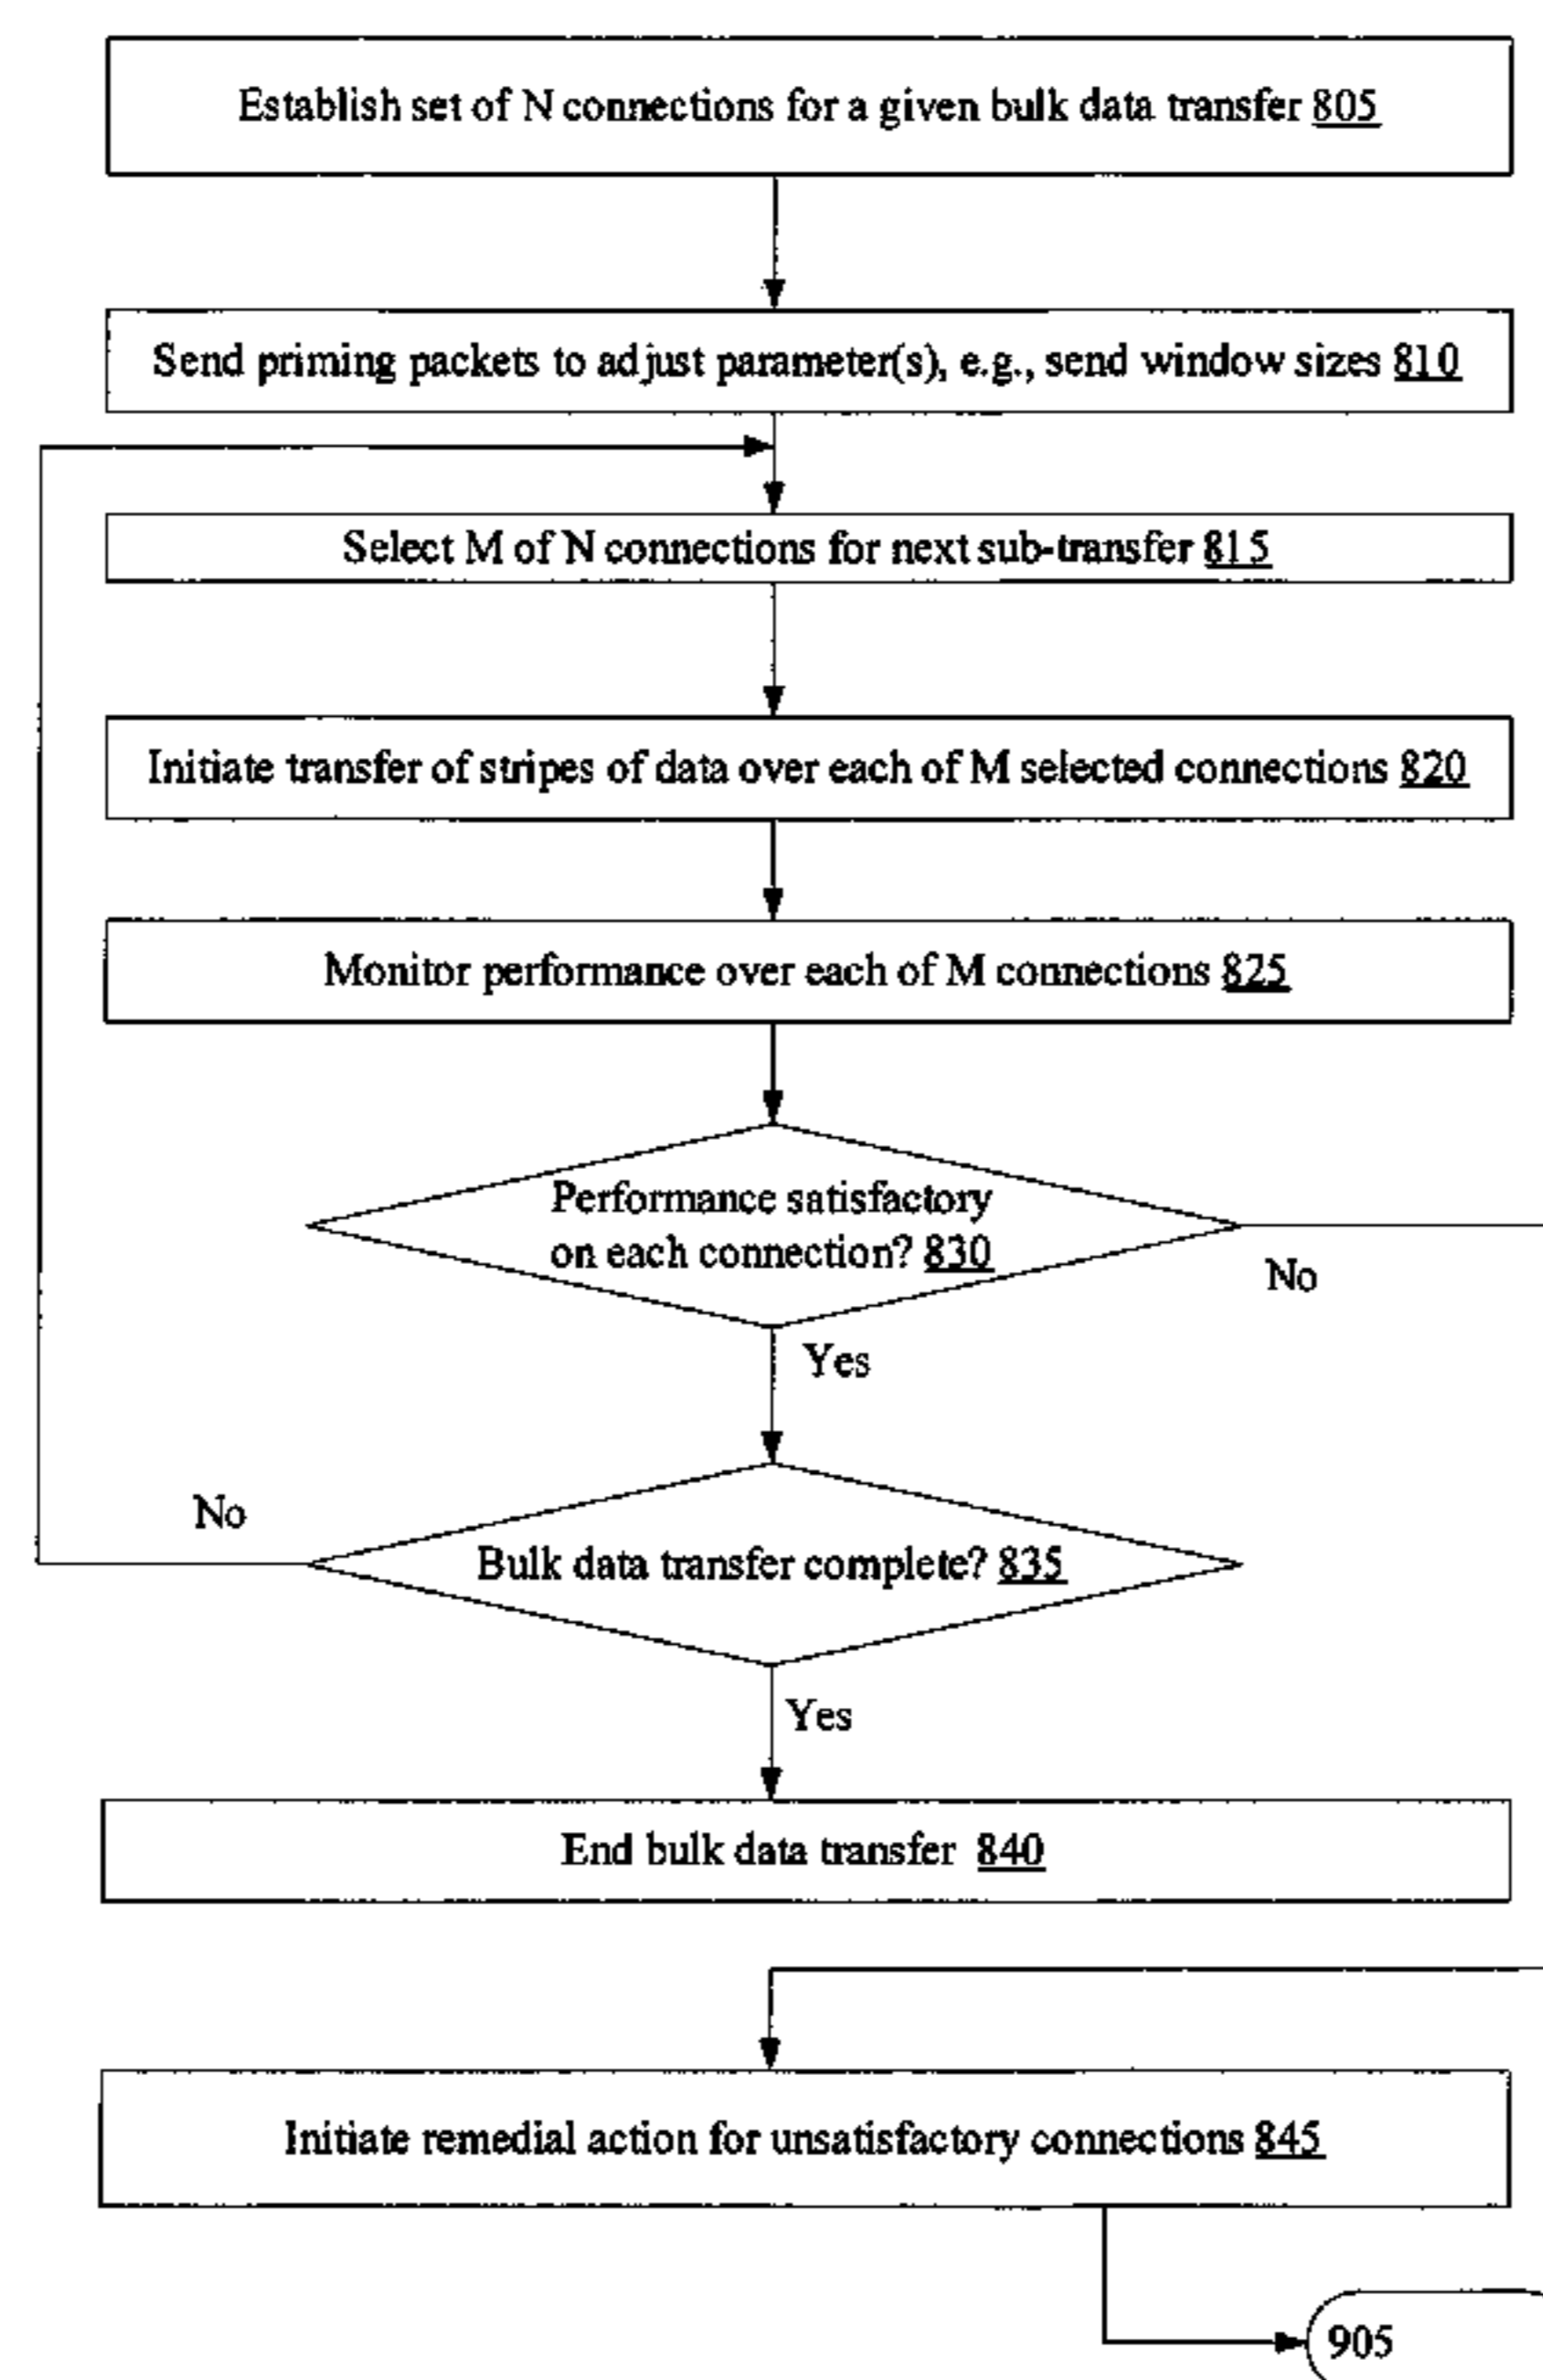 Establish set of N connections for a given bulk data transfer 805
Send priming packets to adjust parameter(s), e.g., send window sizes 810
Select M of N connections for next sub-transfer 815
Initiate transfer of stripes of data over each of M selected connections 820
Monitor performance over each of M connections 825
Performance satisfactory
on each connection? 830
No
Yes
No
Bulk data transfer complete? 835
Yes
End bulk data transfer 840
Initiate remedial action for unsatisfactory connections 845
905